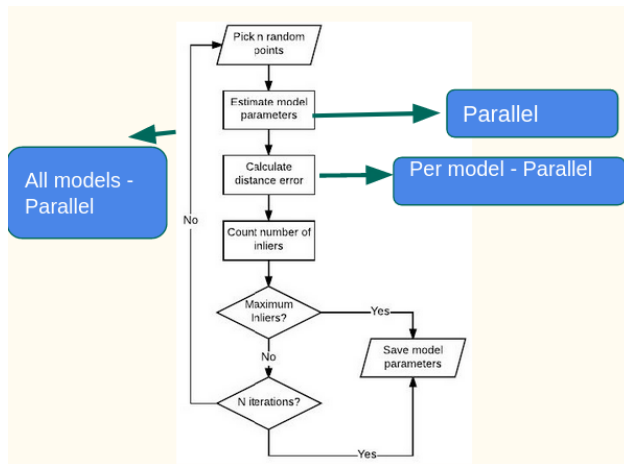 Pick n random
points
Estimate model
parameters
Parallel
Calculate
distance error
Per model - Parallel
All models -
Parallel
No
Count number of
inliers
Maximum
Inliers?
Yes
Save model
parameters
No
N iterations?
Yes